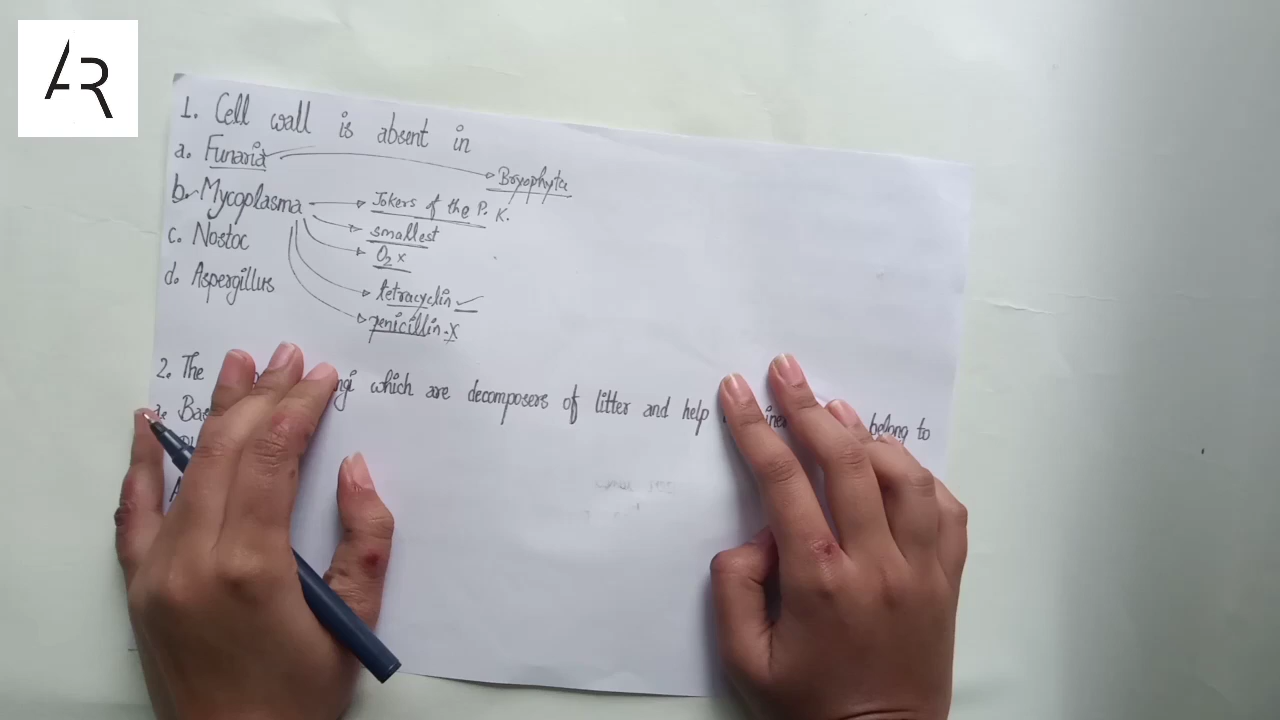 AR
1. Cell wall is absent in
a. Funaria
Bryophyta
b. Mycoplasma
Jokers of the P. K.
smallest
O2 x
tetracyclin ✓
penicillin - x
c. Nostoc
d. Aspergillus
2. The which are decomposers of litter and help belong to